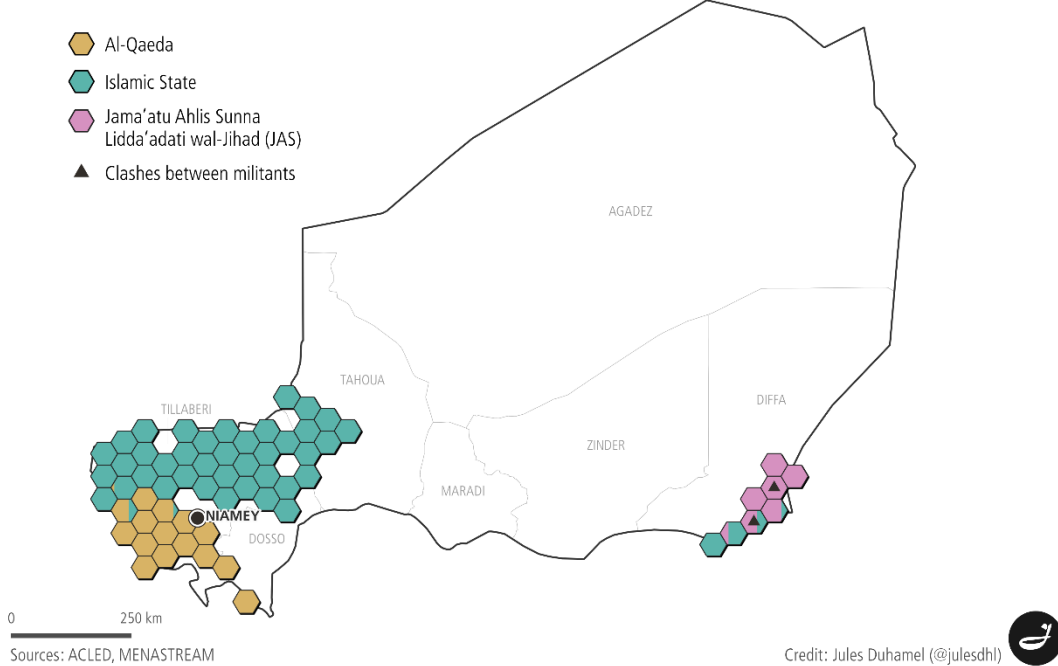 Al-Qaeda
Islamic State
Jama'atu Ahlis Sunna
Lidda'adati wal-Jihad (JAS)
Clashes between militants
AGADEZ
TAHOUA
TILLABERI
DIFFA
ZINDER
MARADI
NIAMEY
DOSSO
0 250 km
Sources: ACLED, MENASTREAM
Credit: Jules Duhamel (@julesdhl)